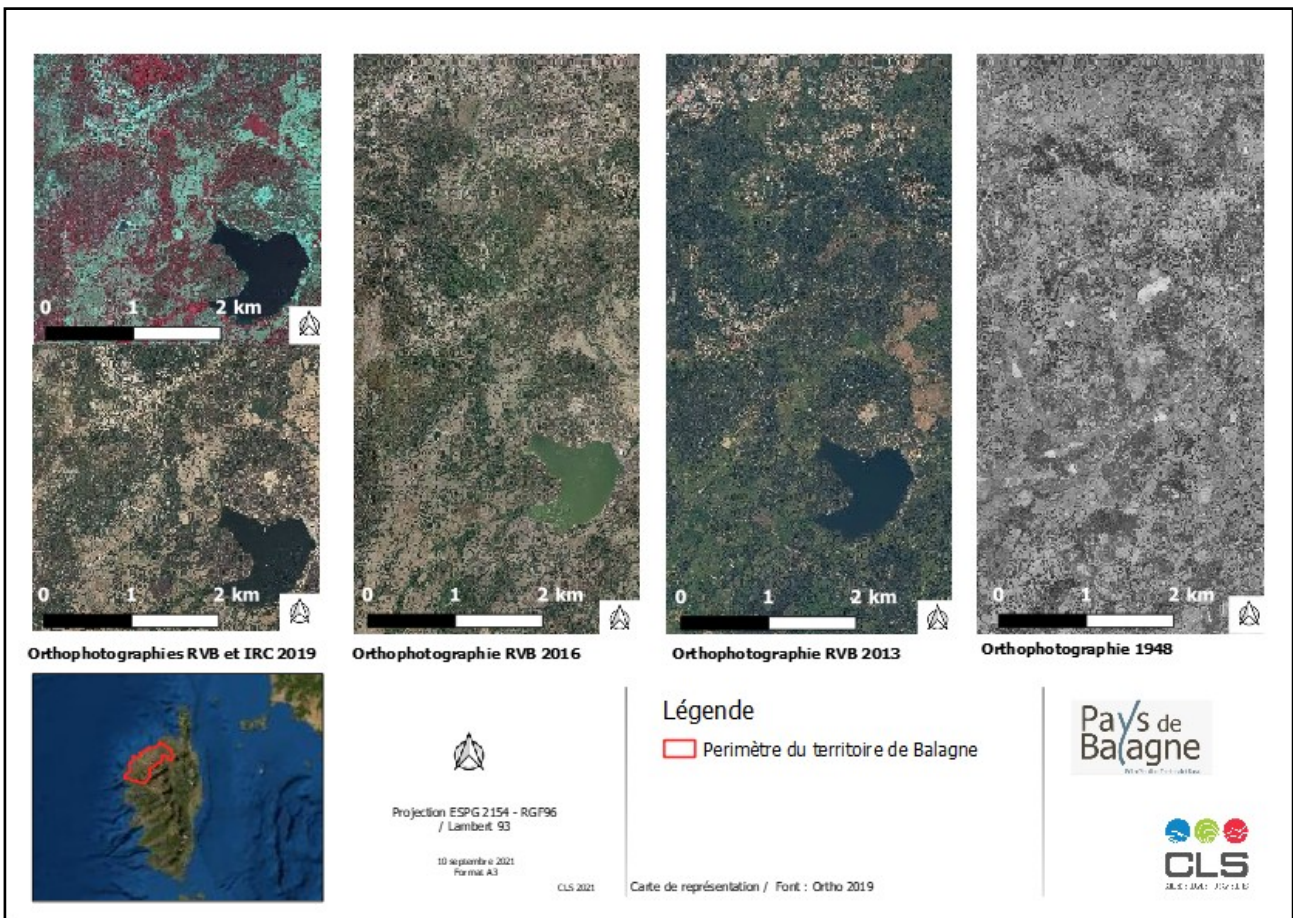 0 1 2 km
0 1 2 km
0 1 2 km
0 1 2 km
0 1 2 km
Orthophotographies RVB et IRC 2019
Orthophotographie RVB 2016
Orthophotographie RVB 2013
Orthophotographie 1948
Projection ESPG 2154 - RGF96
/ Lambert 93
10 septembre 2021
Format A3
CLS 2021
Légende
Perimètre du territoire de Balagne
Carte de représentation / Font : Ortho 2019
Pays de
Balagne
CLS